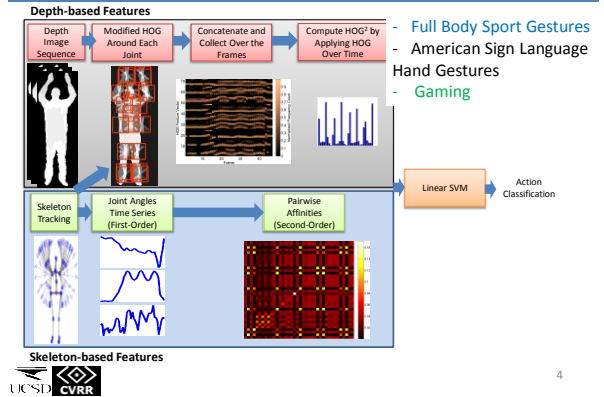 Depth-based Features
Depth
Image
Sequence
Modified HOG
Around Each
Joint
Concatenate and
Collect Over the
Frames
Compute HOG² by
Applying HOG
Over Time
- Full Body Sport Gestures
- American Sign Language
Hand Gestures
- Gaming
Frame
Linear SVM
Action
Classification
Skeleton
Tracking
Joint Angles
Time Series
(First-Order)
Pairwise
Affinities
(Second-Order)
Skeleton-based Features
UCSD
CVRR
4